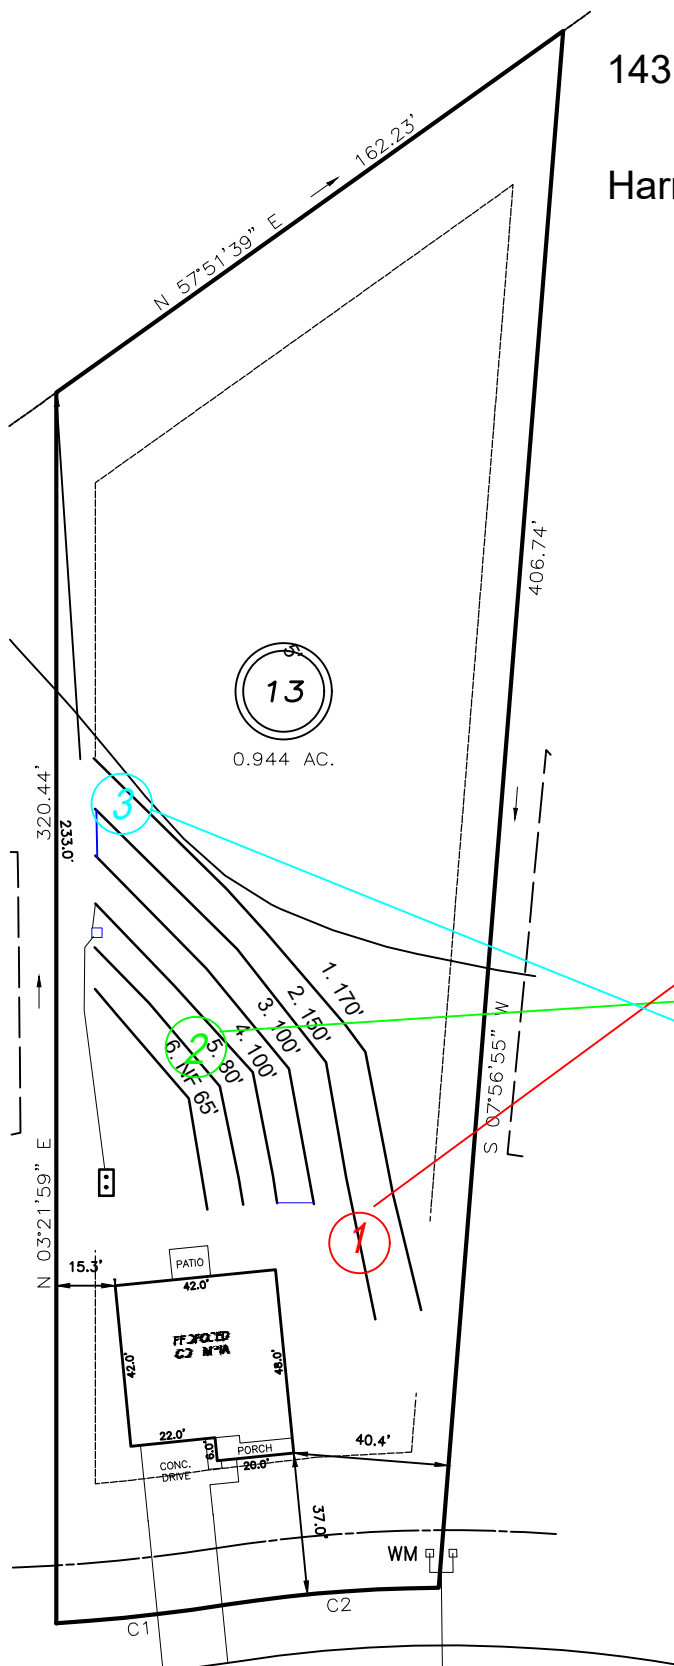 143
Harr
162.23'
N 57°51'39" E
406.74'
13
0.944 AC.
320.44'
233.0'
3
1. 170'
2. 150'
3. 100'
4. 100'
5. 80'
6. NF 65'
2
S 07°56'55" W
N 03°21'59" E
1
15.3'
PATIO
42.0'
42.0'
48.0'
22.0'
6.0'
PORCH
20.0'
40.4'
CONC.
DRIVE
37.0'
WM
C2
C1